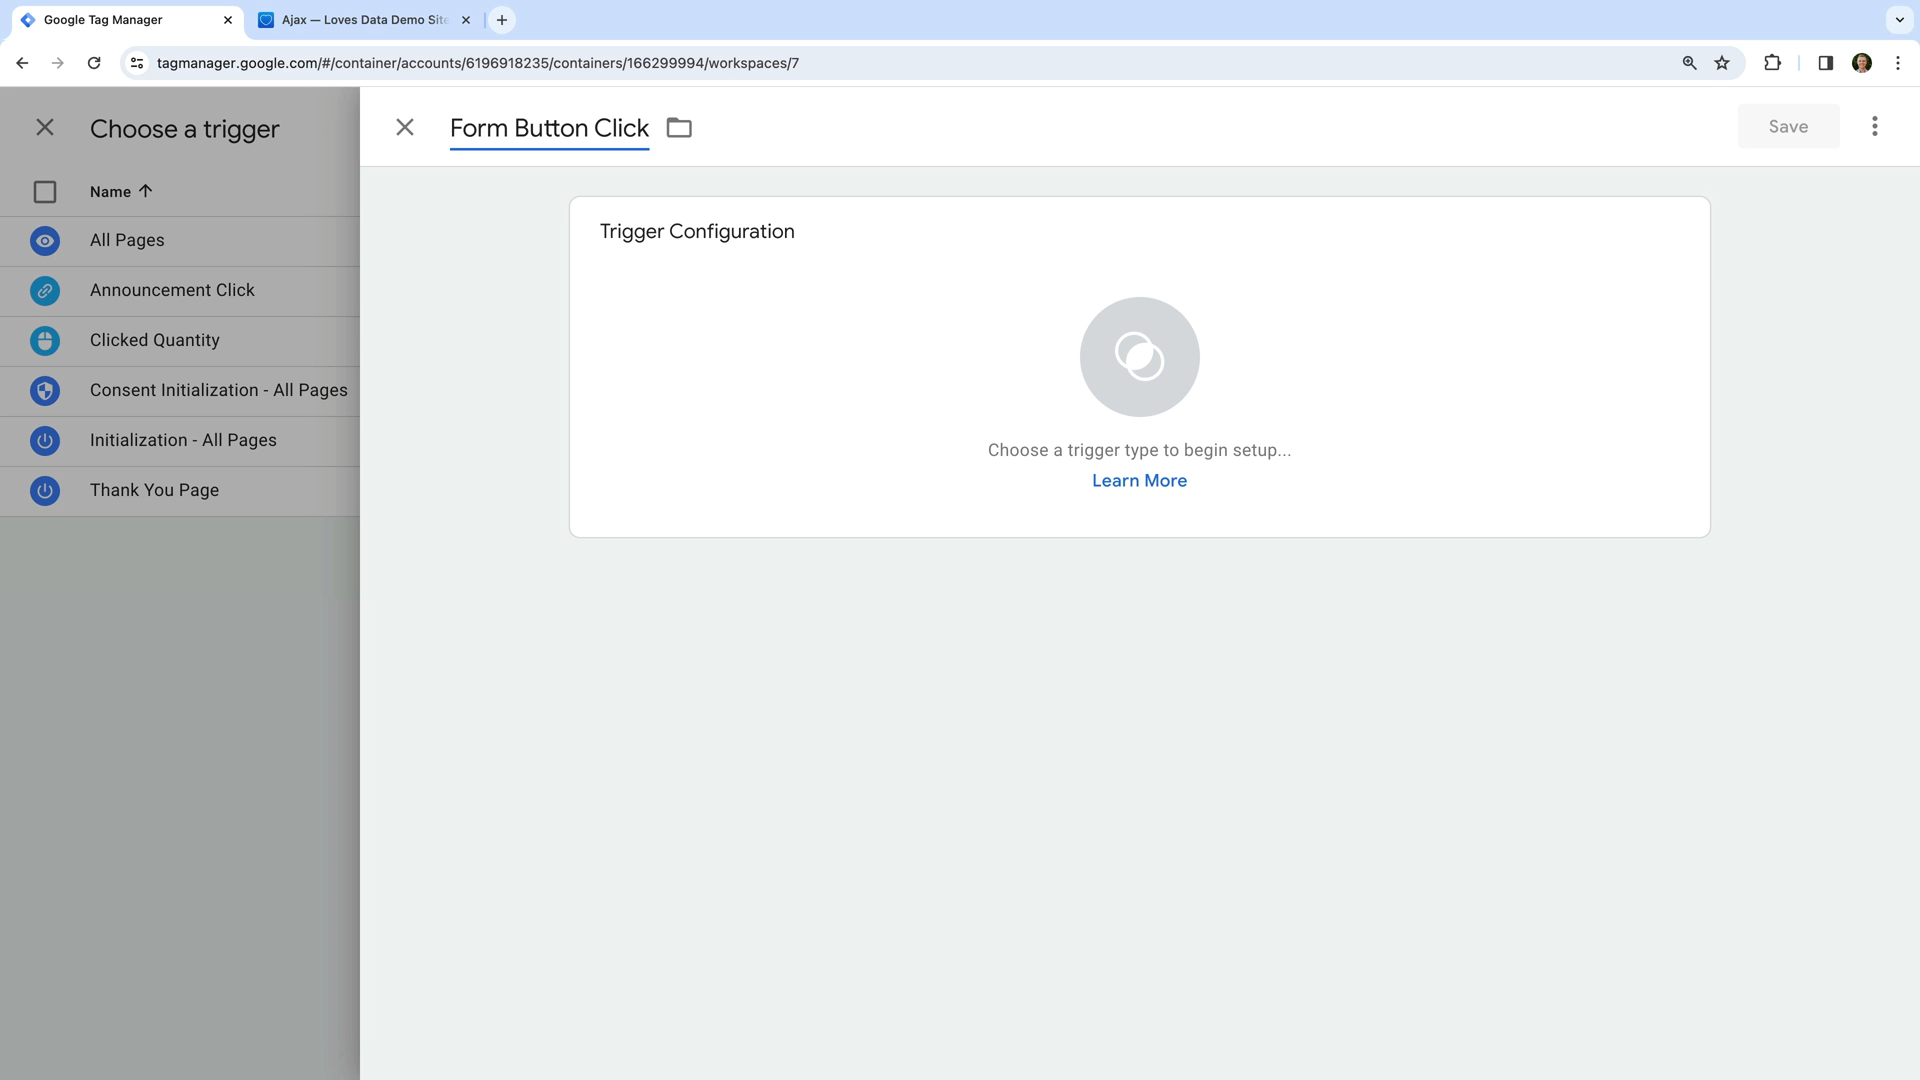 Google Tag Manager
Ajax — Loves Data Demo Site
tagmanager.google.com/#/container/accounts/6196918235/containers/166299994/workspaces/7
Choose a trigger
Form Button Click
Save
Name
All Pages
Announcement Click
Clicked Quantity
Consent Initialization - All Pages
Initialization - All Pages
Thank You Page
Trigger Configuration
Choose a trigger type to begin setup...
Learn More